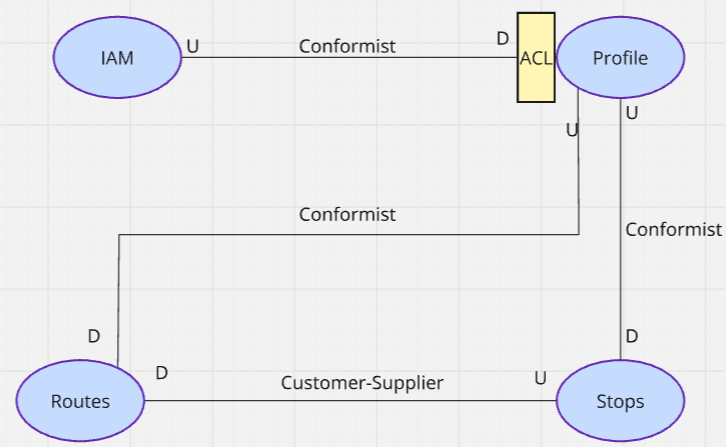 IAM
U
Conformist
D
ACL
Profile
U
U
Conformist
Conformist
D
D
D
Customer-Supplier
U
Routes
Stops